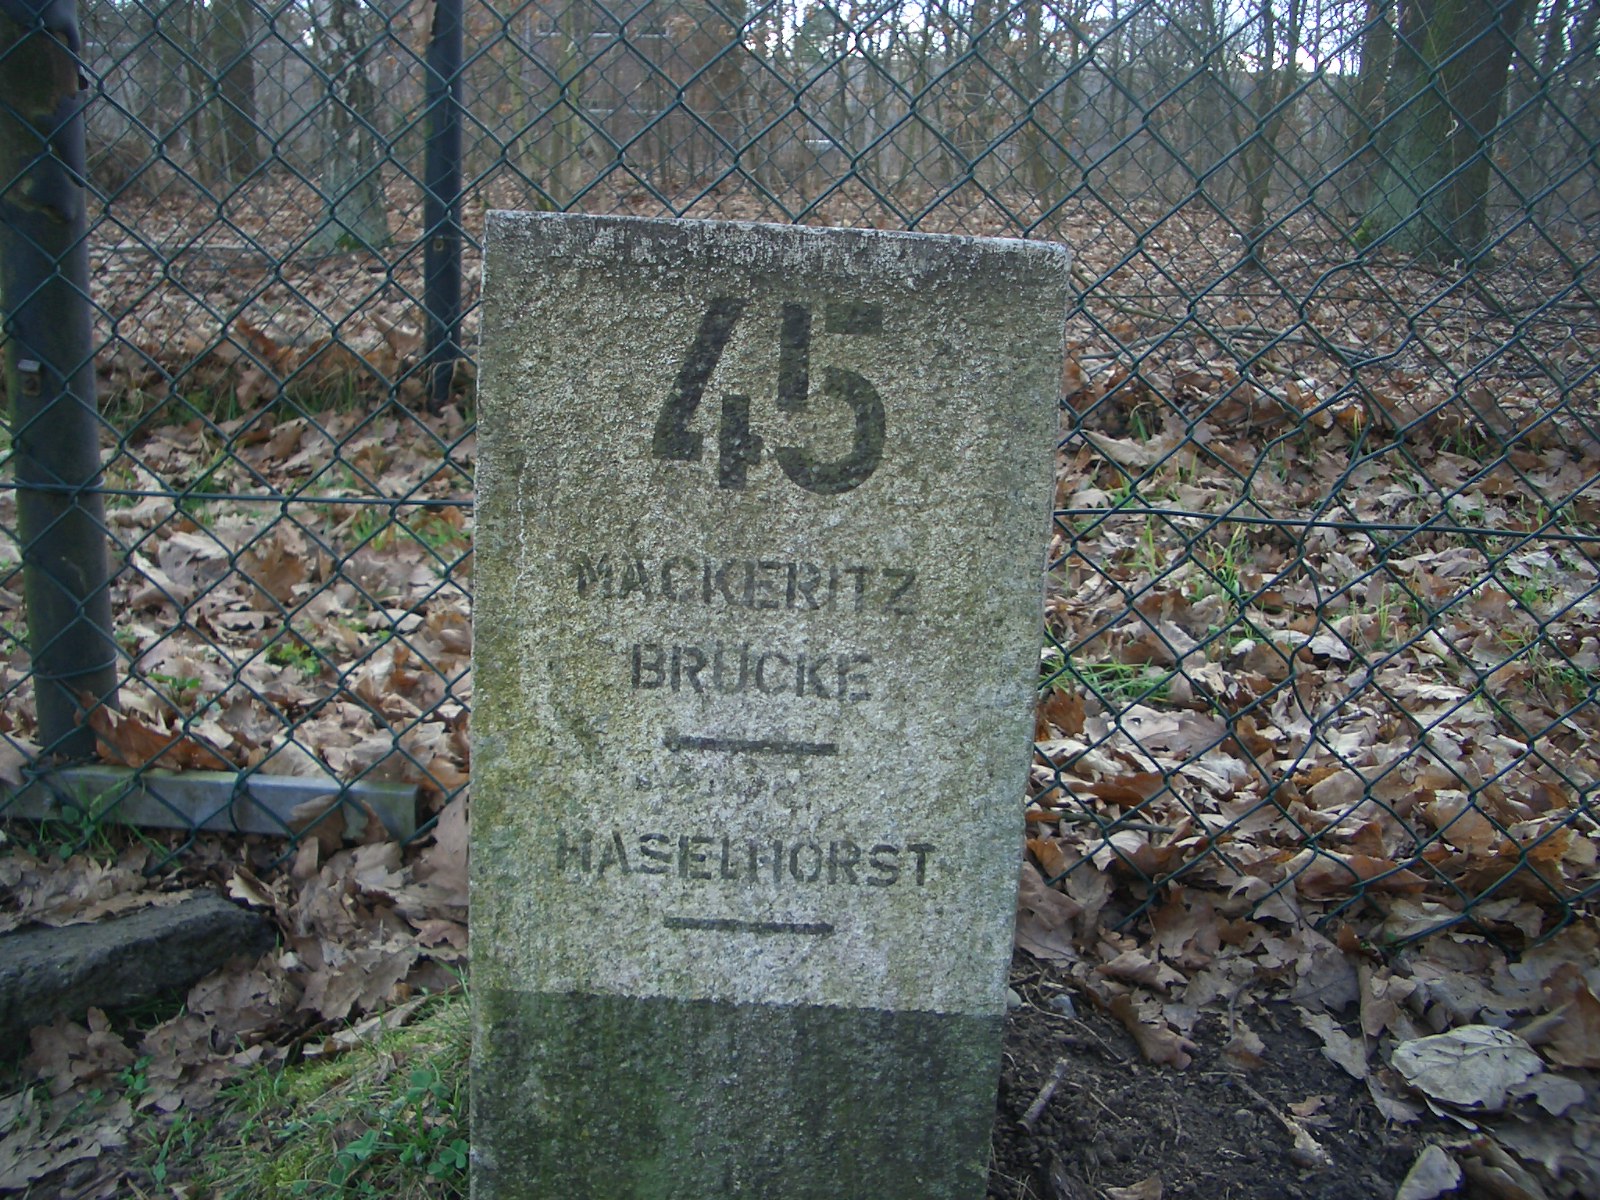 45
MACKERITZ
BRÜCKE
HASELHORST